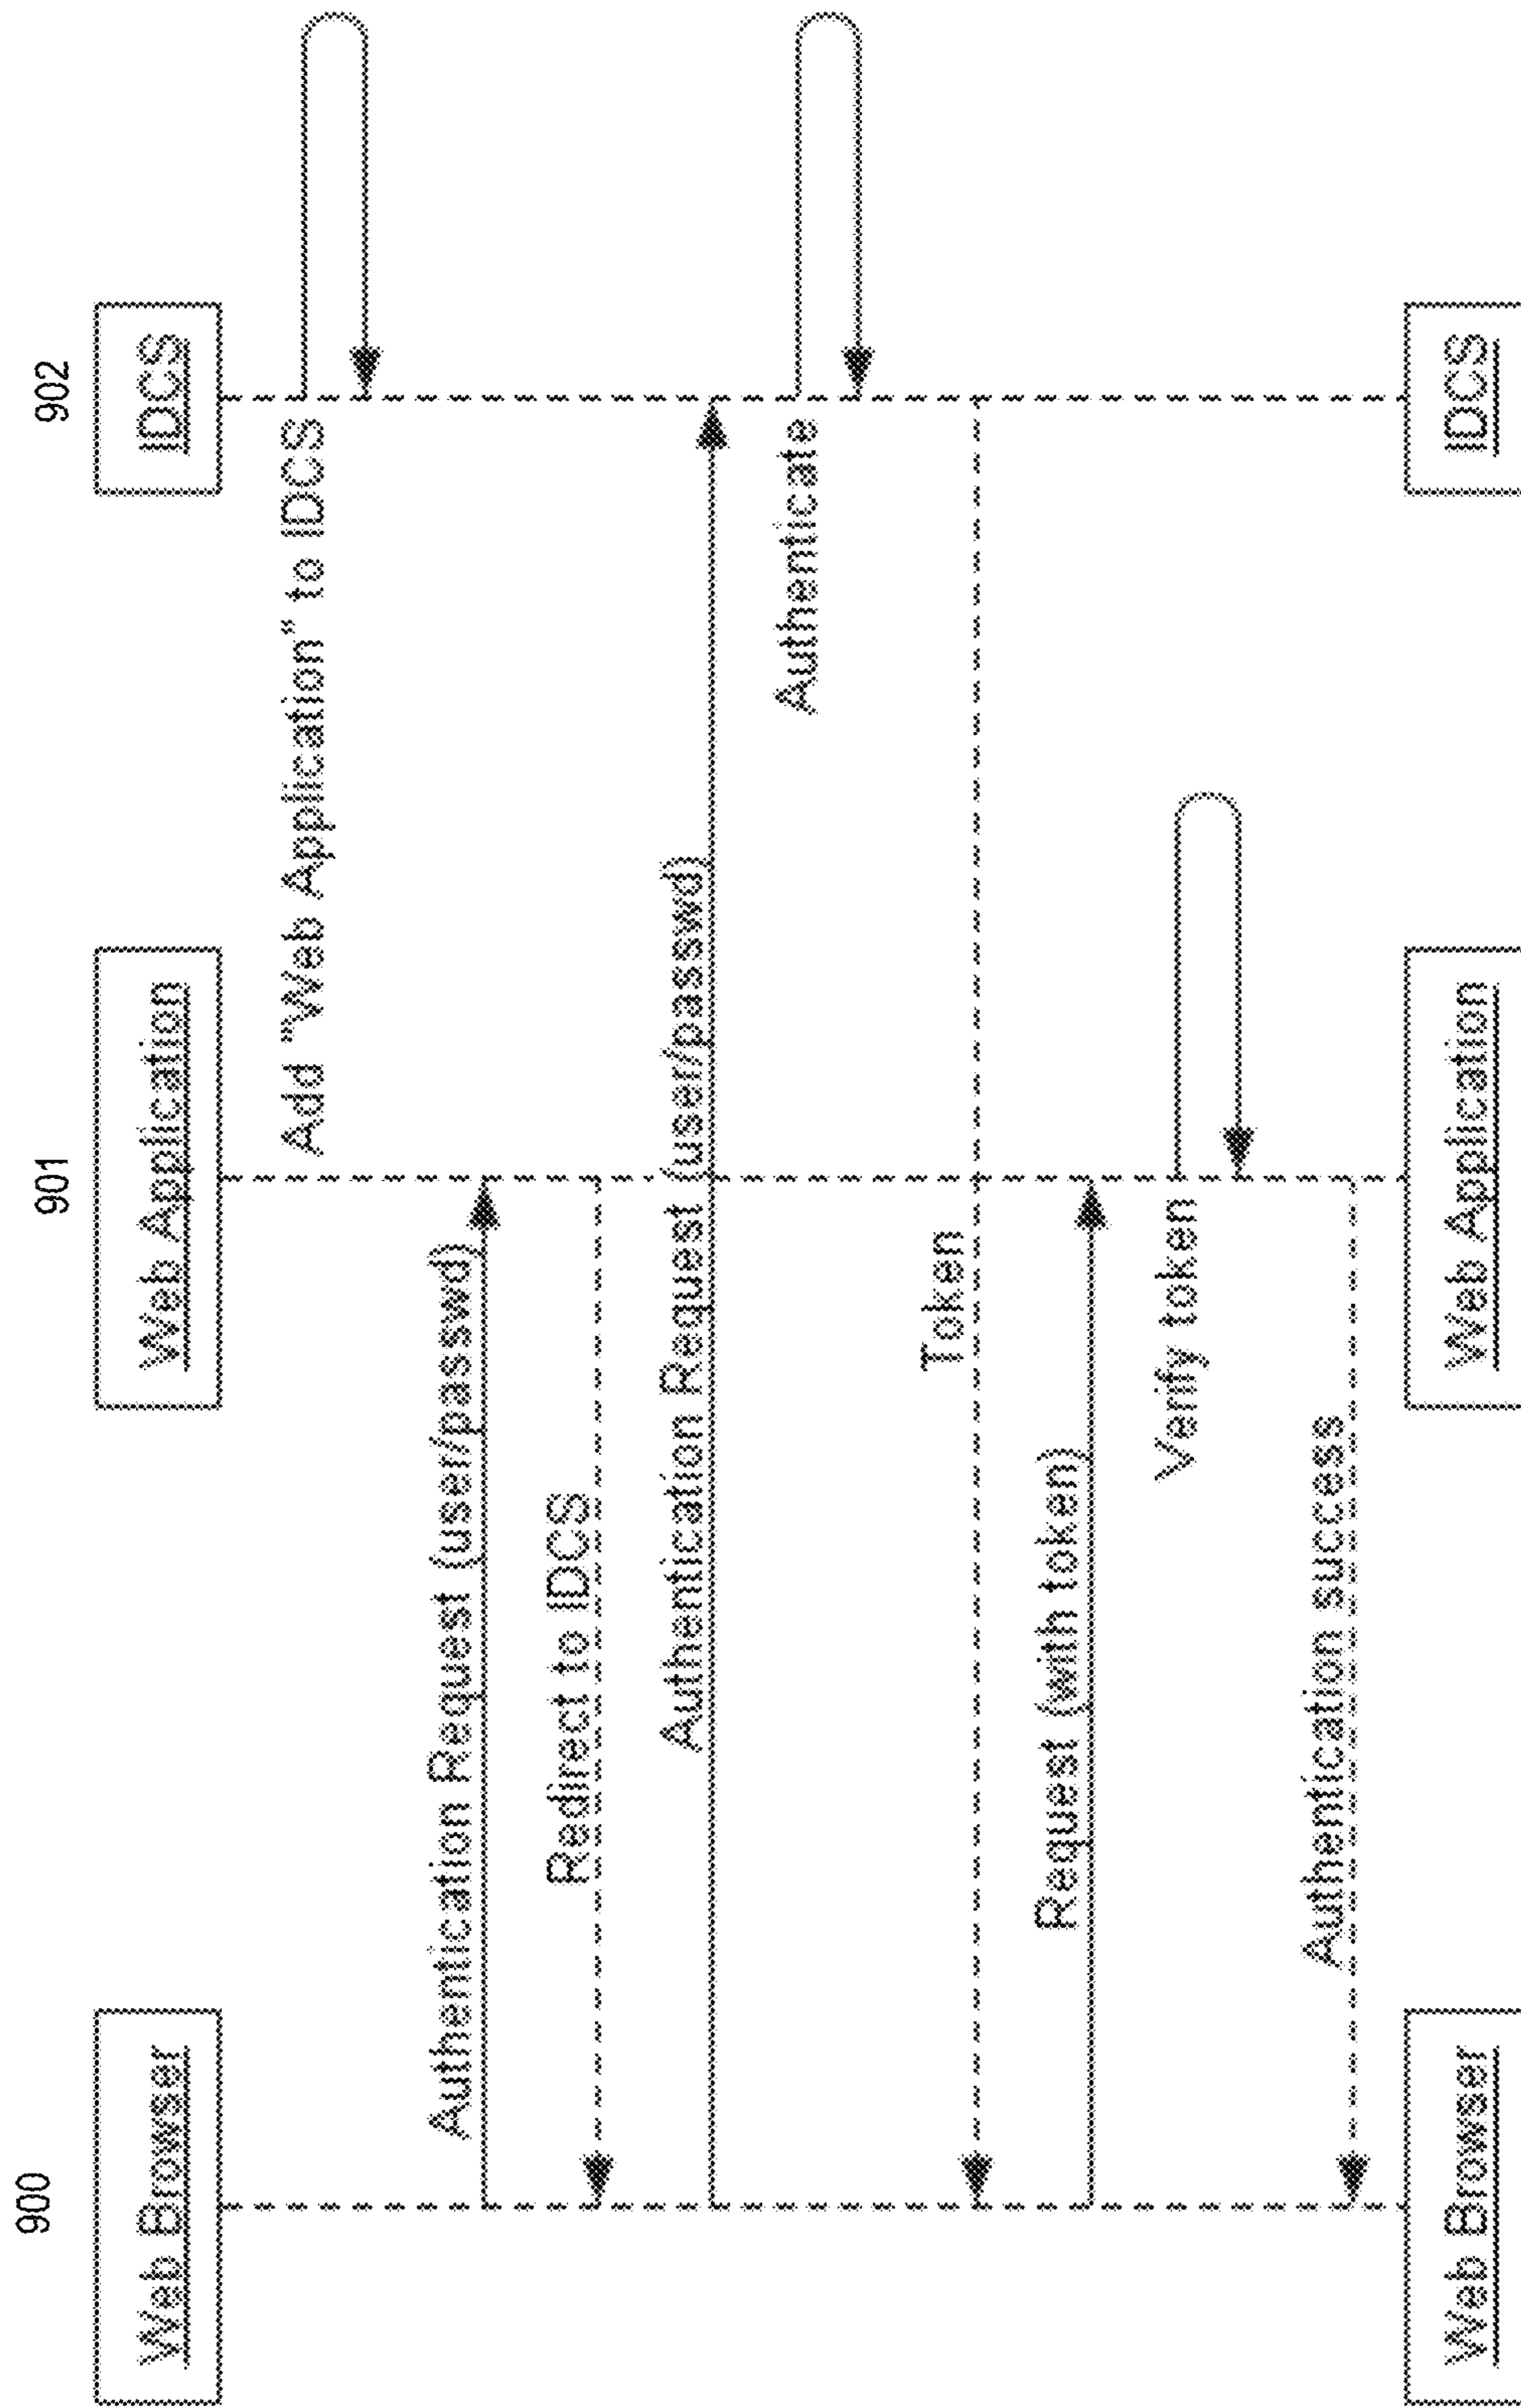 900
901
902
Web Browser
Web Application
IDCS
Add "Web Application" to IDCS
Authentication Request (user/passwd)
Redirect to IDCS
Authentication Request (user/passwd)
Authenticate
Token
Request (with token)
Verify token
Authentication success
Web Browser
Web Application
IDCS